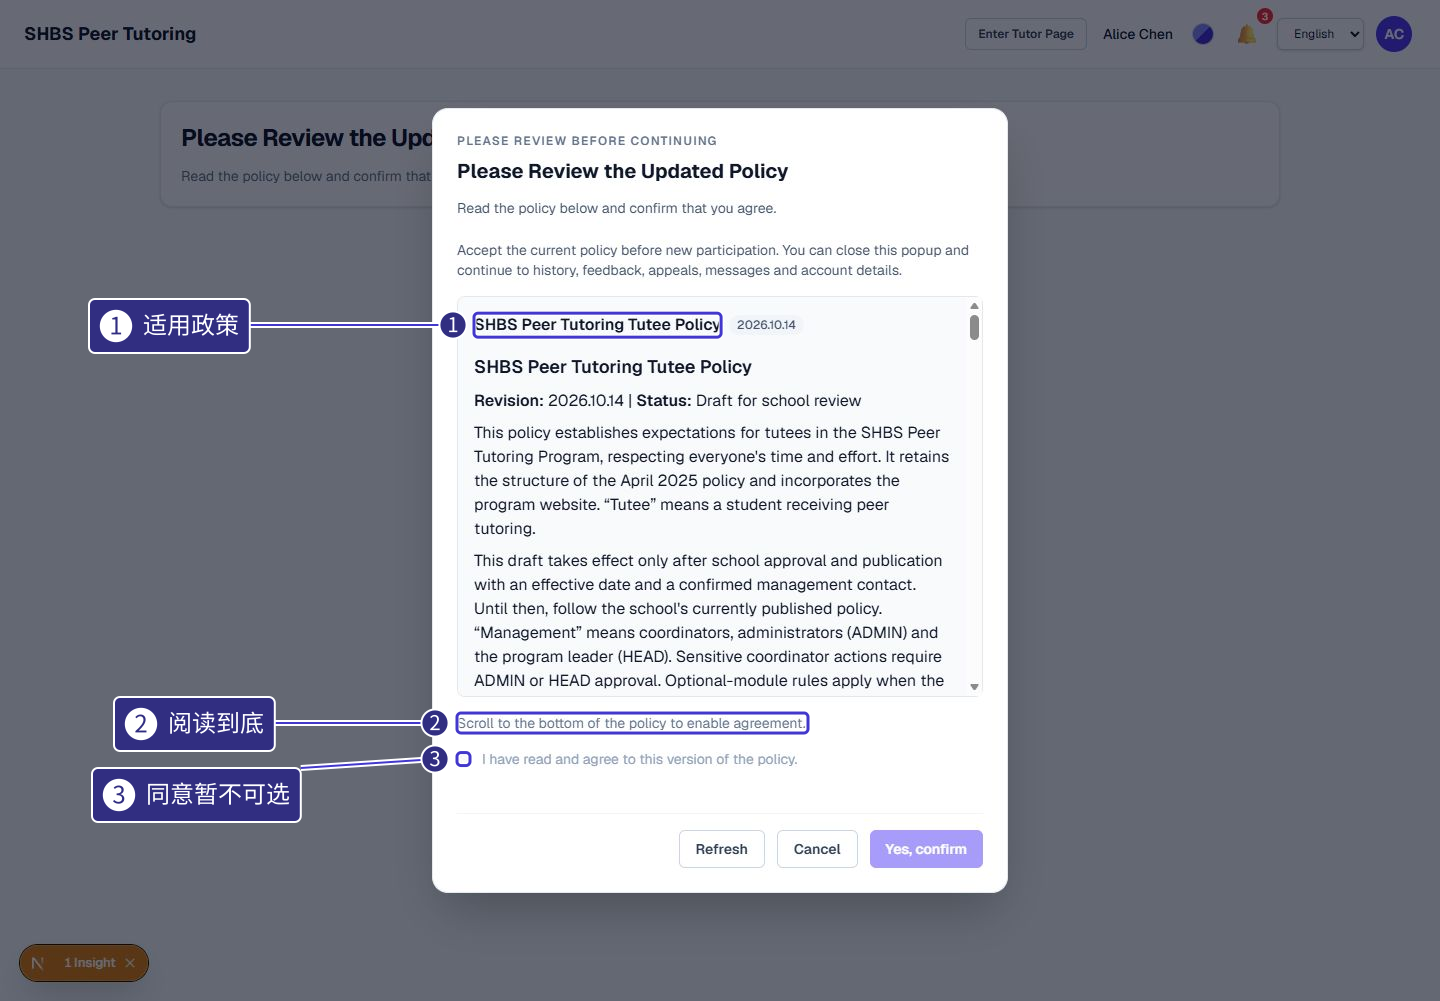 SHBS Peer Tutoring
Enter Tutor Page
Alice Chen
3
English
AC
Please Review the Upd
Read the policy below and confirm that
PLEASE REVIEW BEFORE CONTINUING
Please Review the Updated Policy
Read the policy below and confirm that you agree.
Accept the current policy before new participation. You can close this popup and
continue to history, feedback, appeals, messages and account details.
1 适用政策
1 SHBS Peer Tutoring Tutee Policy 2026.10.14
SHBS Peer Tutoring Tutee Policy
Revision: 2026.10.14 | Status: Draft for school review
This policy establishes expectations for tutees in the SHBS Peer
Tutoring Program, respecting everyone's time and effort. It retains
the structure of the April 2025 policy and incorporates the
program website. “Tutee” means a student receiving peer
tutoring.
This draft takes effect only after school approval and publication
with an effective date and a confirmed management contact.
Until then, follow the school's currently published policy.
“Management” means coordinators, administrators (ADMIN) and
the program leader (HEAD). Sensitive coordinator actions require
ADMIN or HEAD approval. Optional-module rules apply when the
2 阅读到底
2 Scroll to the bottom of the policy to enable agreement.
3 同意暂不可选
3 I have read and agree to this version of the policy.
Refresh
Cancel
Yes, confirm
N 1 Insight